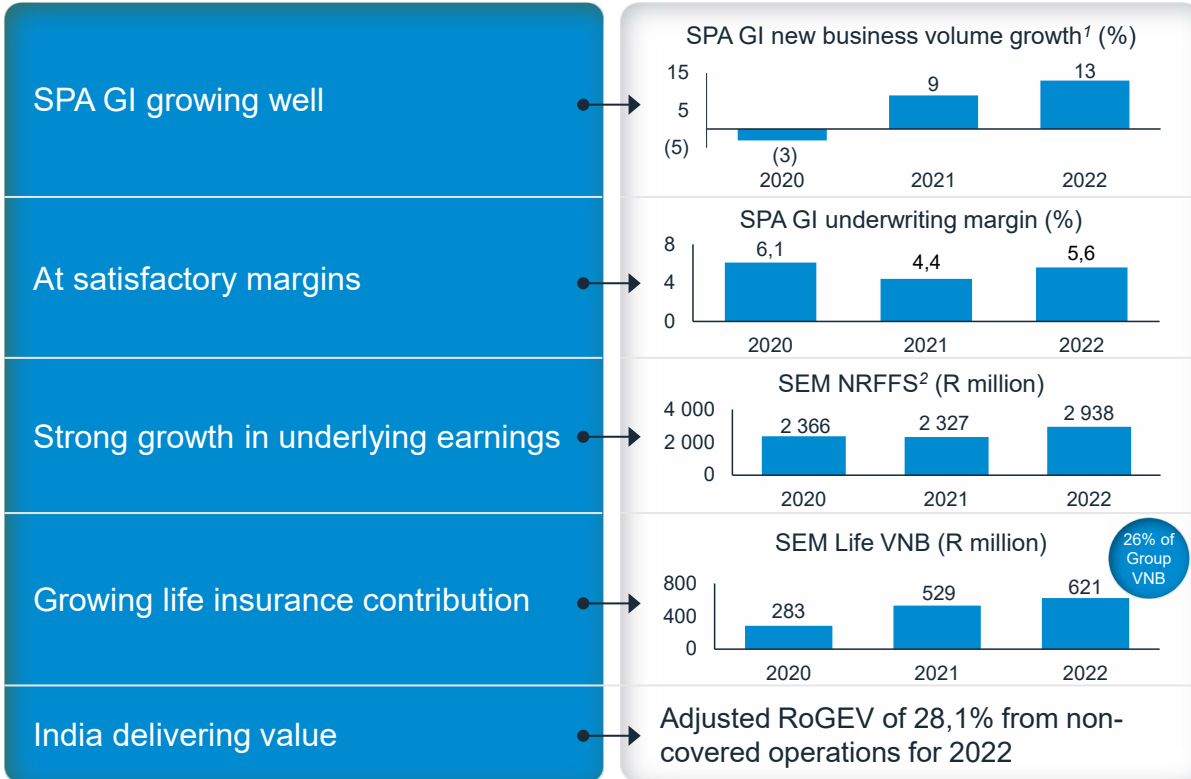 SPA GI growing well
SPA GI new business volume growth¹ (%)
15
5
(5)
(3)
9
13
2020
2021
2022
At satisfactory margins
SPA GI underwriting margin (%)
8
4
0
6,1
4,4
5,6
2020
2021
2022
Strong growth in underlying earnings
SEM NRFFS² (R million)
4 000
2 000
0
2 366
2 327
2 938
2020
2021
2022
Growing life insurance contribution
SEM Life VNB (R million)
26% of
Group
VNB
800
400
0
283
529
621
2020
2021
2022
India delivering value
Adjusted RoGEV of 28,1% from non-
covered operations for 2022